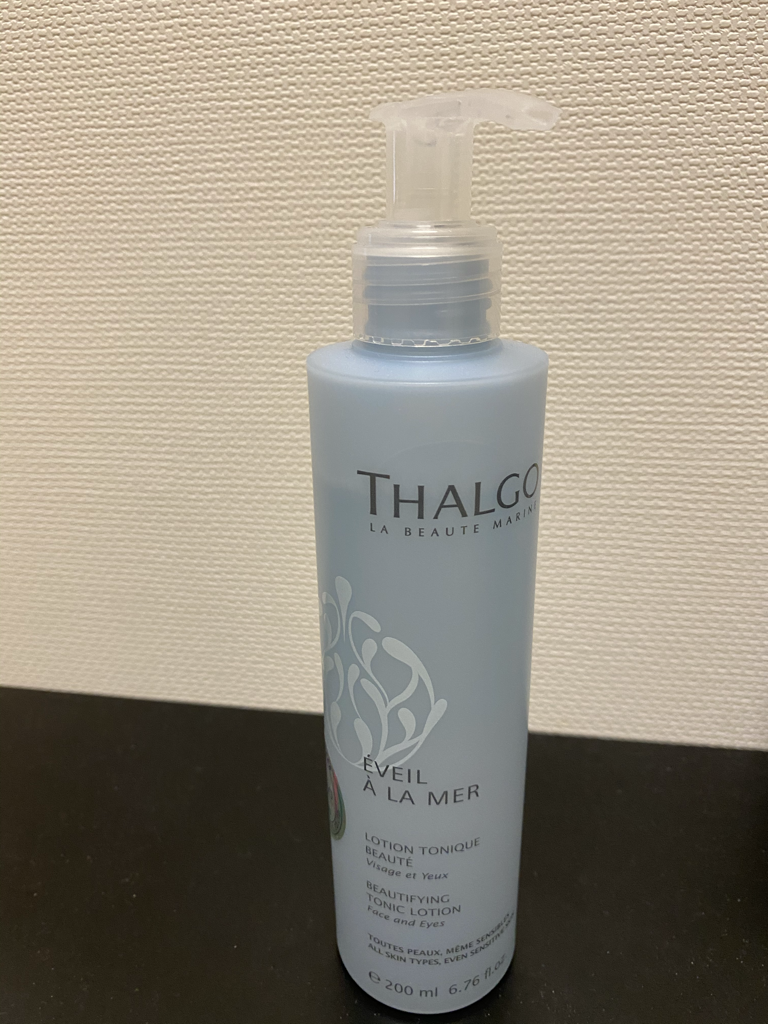 THALGO
LA BEAUTE MARINE
ÉVEIL
À LA MER
LOTION TONIQUE
BEAUTÉ
Visage et Yeux
BEAUTIFYING
TONIC LOTION
Face and Eyes
TOUTES PEAUX, MÊME SENSIBLES
ALL SKIN TYPES, EVEN SENSITIVE
℮ 200 ml 6.76 fl.oz